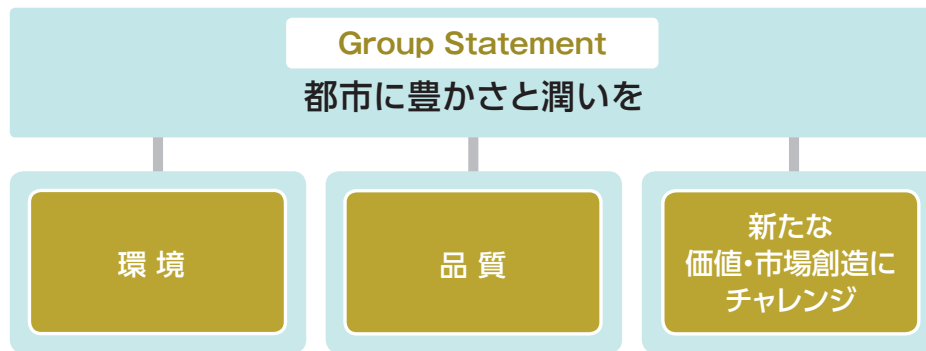 Group Statement
都市に豊かさと潤いを
環 境
品 質
新たな
価値・市場創造に
チャレンジ